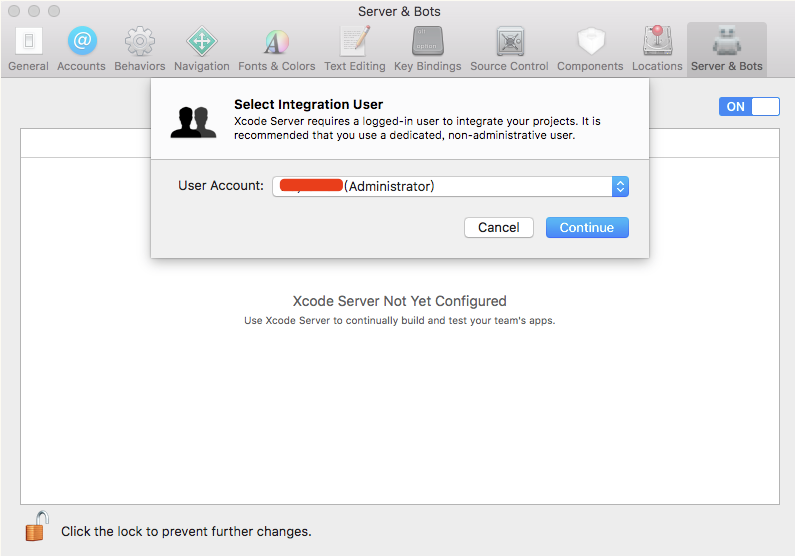 Server & Bots
General Accounts Behaviors Navigation Fonts & Colors Text Editing Key Bindings Source Control Components Locations Server & Bots
Select Integration User
Xcode Server requires a logged-in user to integrate your projects. It is
recommended that you use a dedicated, non-administrative user.
ON
User Account: (Administrator)
Cancel Continue
Xcode Server Not Yet Configured
Use Xcode Server to continually build and test your team's apps.
Click the lock to prevent further changes.